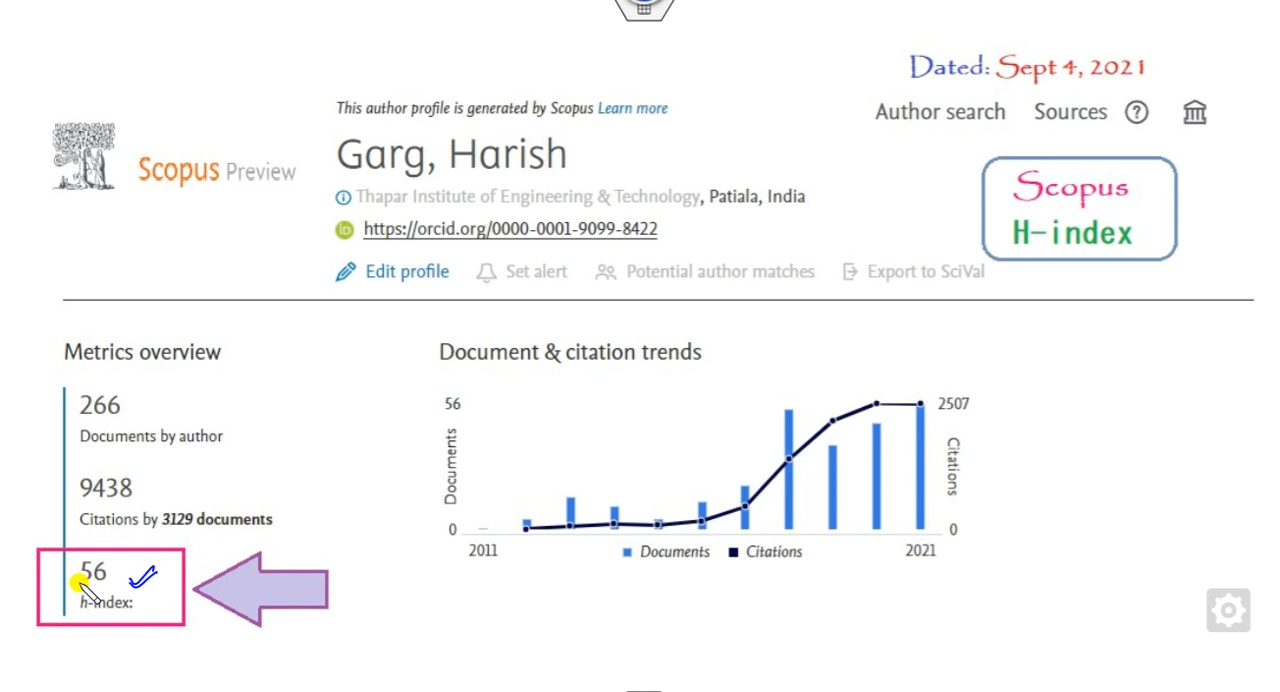 Dated: Sept 4, 2021
This author profile is generated by Scopus Learn more
Author search Sources ?
Garg, Harish
Scopus Preview
Scopus
H-index
Thapar Institute of Engineering & Technology, Patiala, India
iD https://orcid.org/0000-0001-9099-8422
Edit profile Set alert Potential author matches Export to SciVal
Metrics overview
266
Documents by author
9438
Citations by 3129 documents
56
h-index:
Document & citation trends
56 2507
Documents
Citations
0 0
2011 2021
Documents Citations